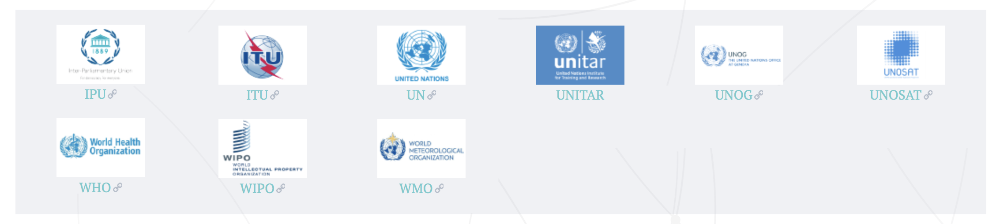 1889
Inter-Parliamentary Union
For democracy. For everyone.
IPU
ITU
ITU
UNITED NATIONS
UN
unitar
United Nations Institute
for Training and Research
UNITAR
UNOG
THE UNITED NATIONS OFFICE
AT GENEVA
UNOG
UNOSAT
UNOSAT
World Health
Organization
WHO
WIPO
WORLD
INTELLECTUAL PROPERTY
ORGANIZATION
WIPO
WORLD
METEOROLOGICAL
ORGANIZATION
WMO